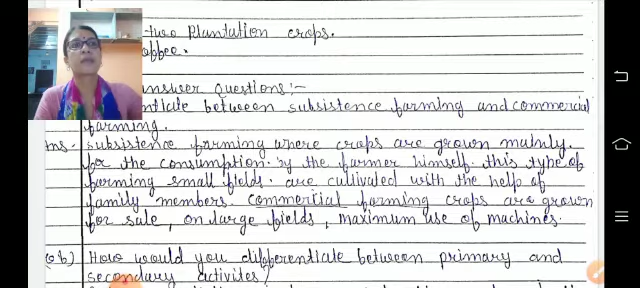 two Plantation crops.
offee.
Answer Questions:-
entiate between subsistence farming and commercial
farming.
ns - subsistence farming where crops are grown mainly
for the consumption by the farmer himself. this type of
farming small fields. are cultivated with the help of
family members. commercial farming crops are grown
for sale, on large fields, maximum use of machines.
Q b) How would you differentiate between primary and
secondary activites?